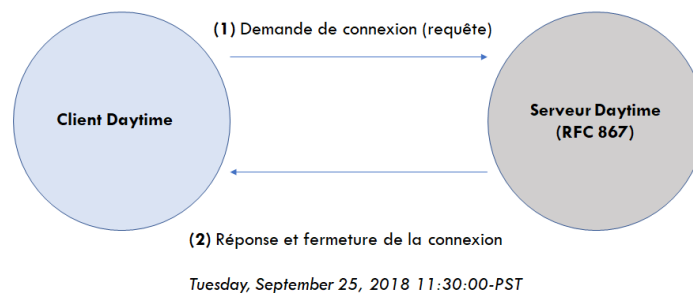 (1) Demande de connexion (requête)
Client Daytime
Serveur Daytime
(RFC 867)
(2) Réponse et fermeture de la connexion
Tuesday, September 25, 2018 11:30:00-PST